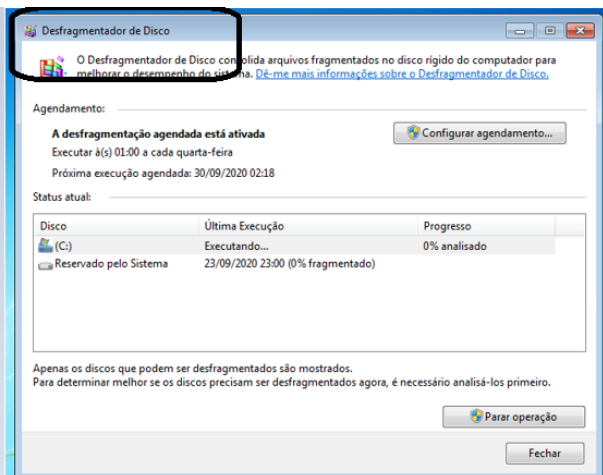 Desfragmentador de Disco
O Desfragmentador de Disco consolida arquivos fragmentados no disco rígido do computador para
melhorar o desempenho do sistema. Dê-me mais informações sobre o Desfragmentador de Disco.
Agendamento:
A desfragmentação agendada está ativada
Configurar agendamento...
Executar à(s) 01:00 a cada quarta-feira
Próxima execução agendada: 30/09/2020 02:18
Status atual:
Disco Última Execução Progresso
(C:) Executando... 0% analisado
Reservado pelo Sistema 23/09/2020 23:00 (0% fragmentado)
Apenas os discos que podem ser desfragmentados são mostrados.
Para determinar melhor se os discos precisam ser desfragmentados agora, é necessário analisá-los primeiro.
Parar operação
Fechar